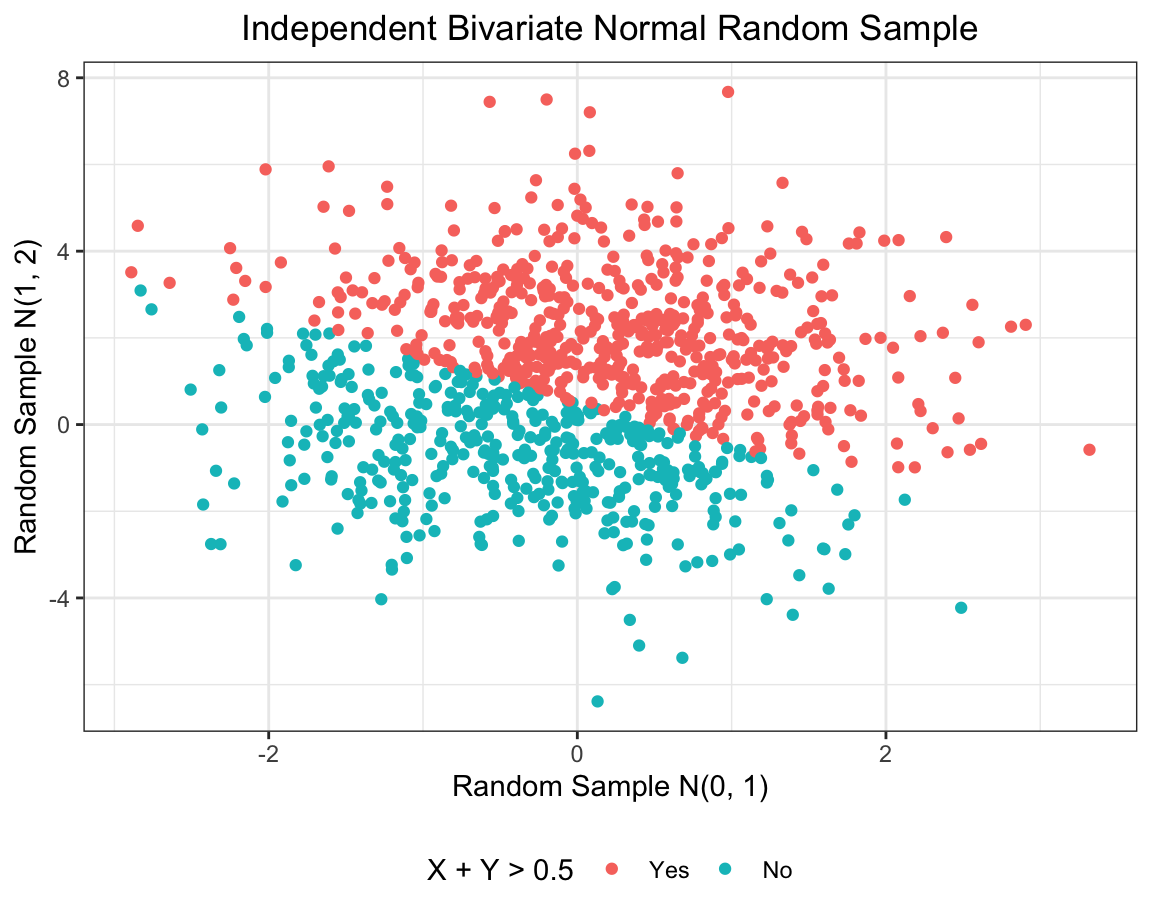 Independent Bivariate Normal Random Sample
Random Sample N(1, 2)
8
4
0
-4
-2
0
2
Random Sample N(0, 1)
X + Y > 0.5
Yes
No